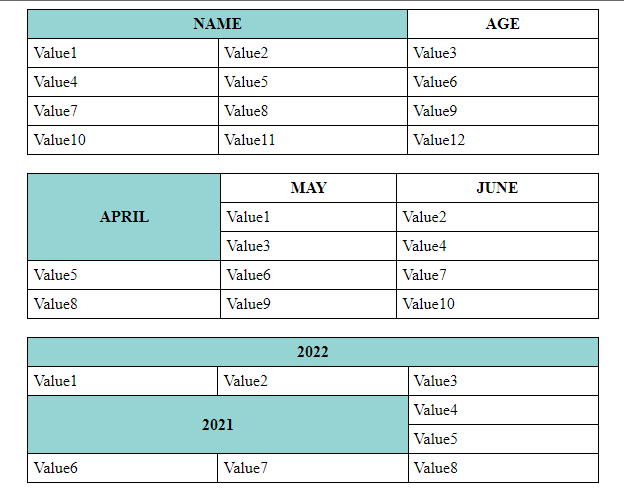 NAME AGE
Value1 Value2 Value3
Value4 Value5 Value6
Value7 Value8 Value9
Value10 Value11 Value12
APRIL MAY JUNE
Value1 Value2
Value3 Value4
Value5 Value6 Value7
Value8 Value9 Value10
2022
Value1 Value2 Value3
2021 Value4
Value5
Value6 Value7 Value8